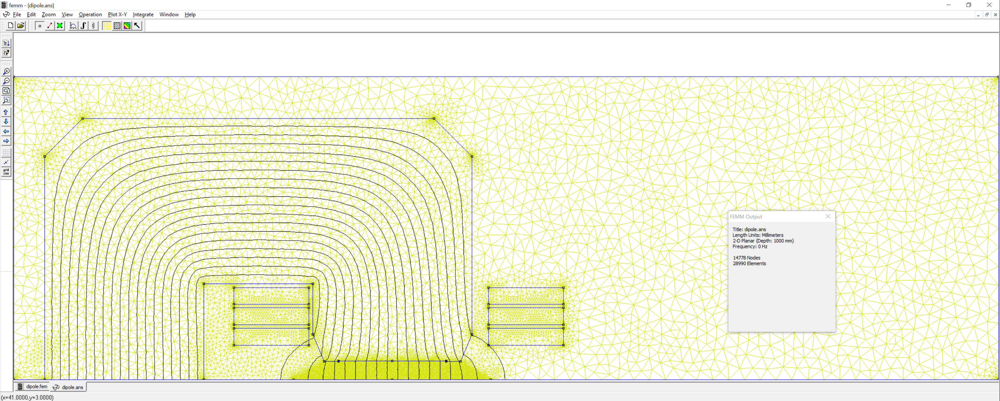 femm - [dipole.ans]
File Edit Zoom View Operation Plot X-Y Integrate Window Help
grid
size
FEMM Output
Title: dipole.ans
Length Units: Millimeters
2-D Planar (Depth: 1000 mm)
Frequency: 0 Hz
14778 Nodes
28990 Elements
dipole.fem dipole.ans
(x=41.0000,y=3.0000)